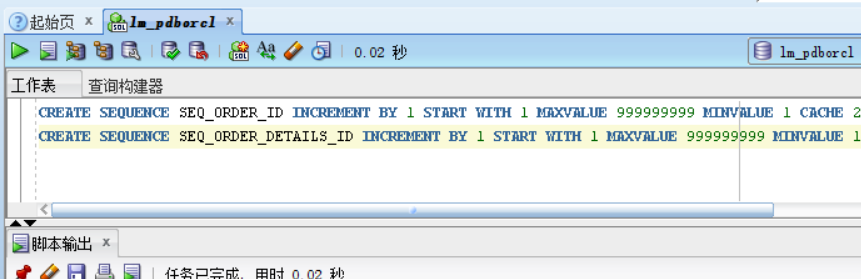 起始页 × lm_pdborcl ×
0.02 秒 lm_pdborcl
工作表 查询构建器
CREATE SEQUENCE SEQ_ORDER_ID INCREMENT BY 1 START WITH 1 MAXVALUE 999999999 MINVALUE 1 CACHE 2
CREATE SEQUENCE SEQ_ORDER_DETAILS_ID INCREMENT BY 1 START WITH 1 MAXVALUE 999999999 MINVALUE 1
脚本输出 ×
任务已完成, 用时 0.02 秒